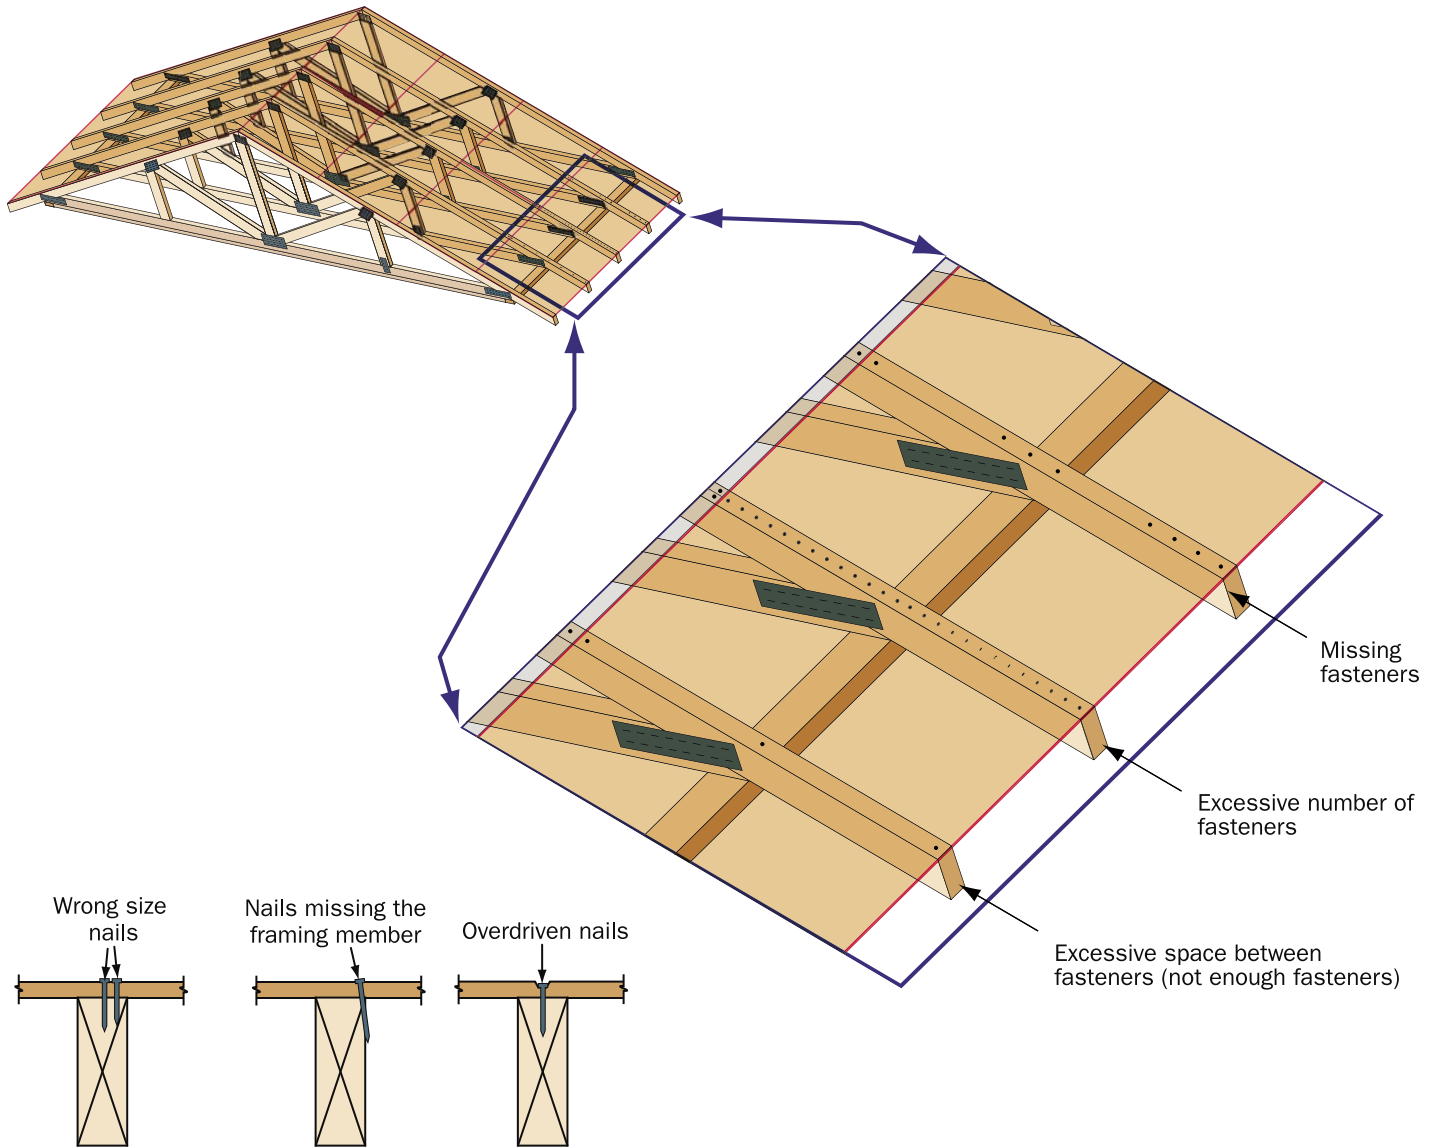 Missing
fasteners
Excessive number of
fasteners
Excessive space between
fasteners (not enough fasteners)
Wrong size
nails
Nails missing the
framing member
Overdriven nails